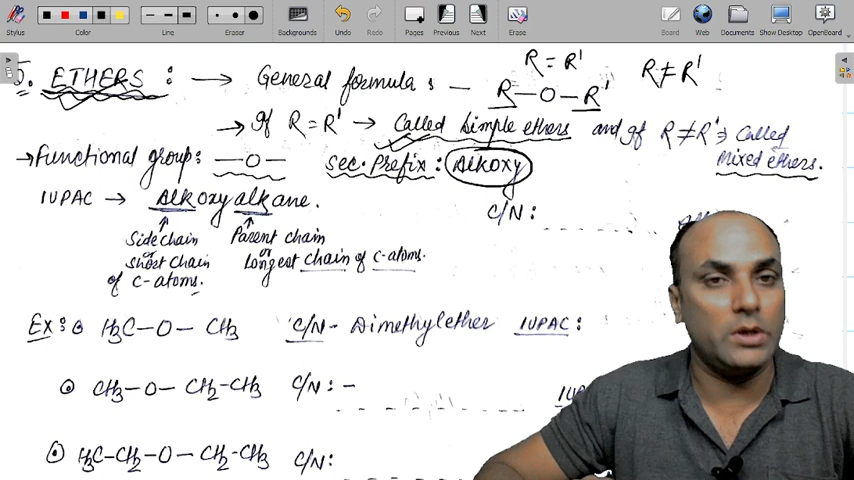 Stylus Color Line Eraser Backgrounds Undo Redo Pages Previous Next Erase Board Web Documents Show Desktop OpenBoard
5. ETHERS : → General formula : — R – O – R'
R = R' R ≠ R'
→ If R = R' → Called Simple ethers and if R ≠ R' ⇒ Called Mixed ethers.
→ Functional group: – O – Sec. Prefix : Alkoxy
IUPAC → Alkoxyalkane. C/N:
↑ ↑
Side chain Parent chain
or or
Short chain Longest chain of C-atoms.
of C-atoms.
Ex: H3C – O – CH3 C/N - Dimethylether IUPAC :
CH3 – O – CH2 – CH3 C/N : –
H3C – CH2 – O – CH2 – CH3 C/N: